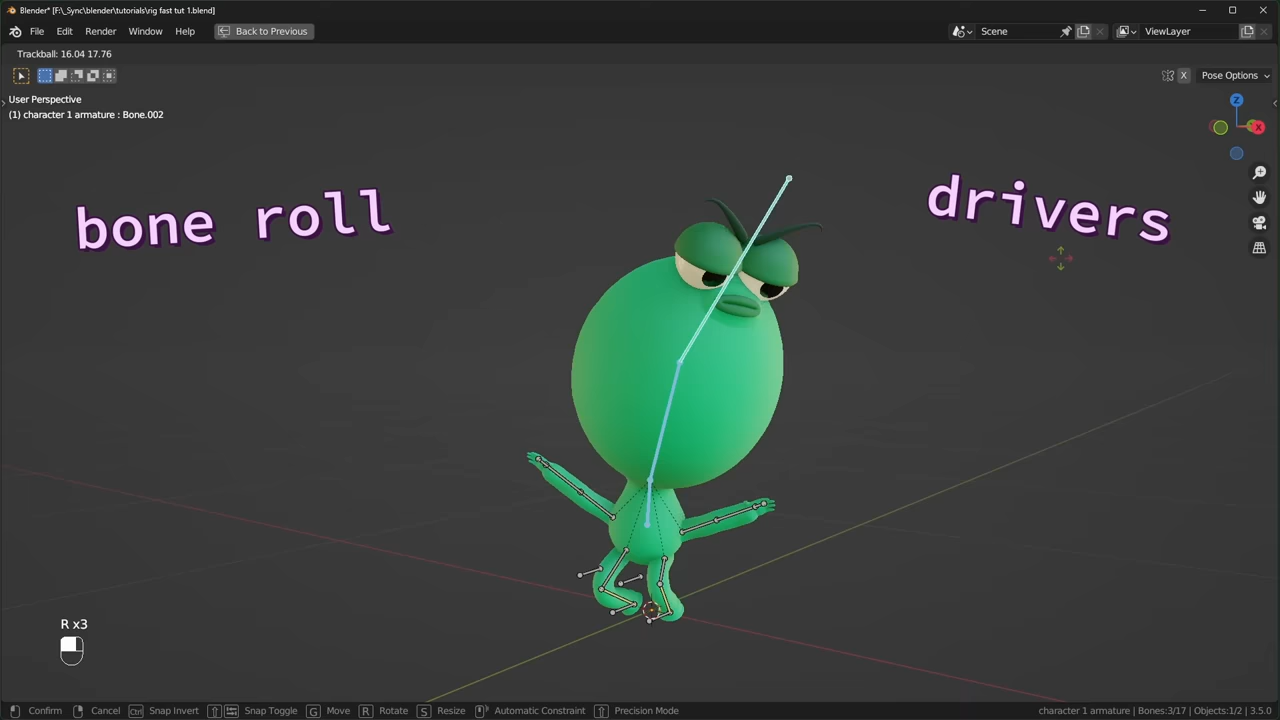 Blender* [F:\_Sync\blender\tutorials\rig fast tut 1.blend]
File Edit Render Window Help Back to Previous Scene ViewLayer
Trackball: 16.04 17.76
X Pose Options
User Perspective
(1) character 1 armature : Bone.002
Z
X
bone roll
drivers
R x3
Confirm Cancel Ctrl Snap Invert Snap Toggle G Move R Rotate S Resize Automatic Constraint Precision Mode character 1 armature | Bones:3/17 | Objects:1/2 | 3.5.0